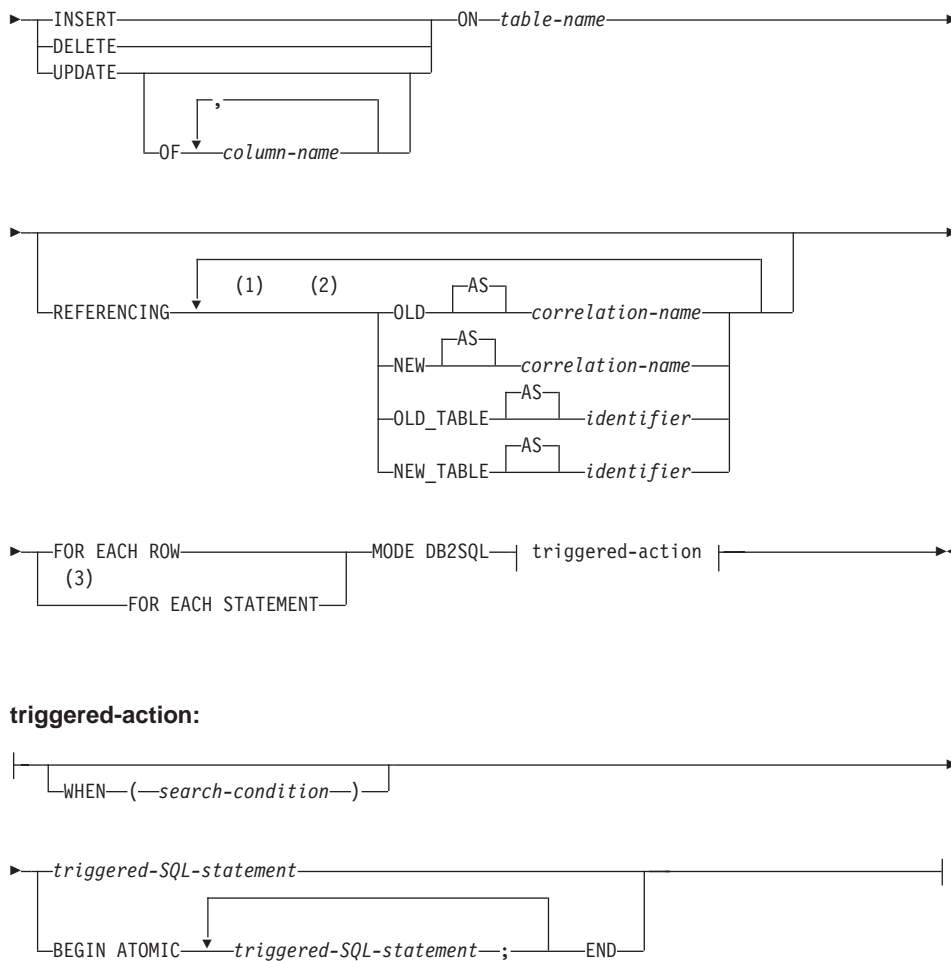 INSERT ON table-name
DELETE
UPDATE
,
OF column-name
(1) (2) AS
REFERENCING OLD correlation-name
AS
NEW correlation-name
AS
OLD_TABLE identifier
AS
NEW_TABLE identifier
FOR EACH ROW MODE DB2SQL triggered-action
(3)
FOR EACH STATEMENT
triggered-action:
WHEN ( search-condition )
triggered-SQL-statement
BEGIN ATOMIC triggered-SQL-statement ; END